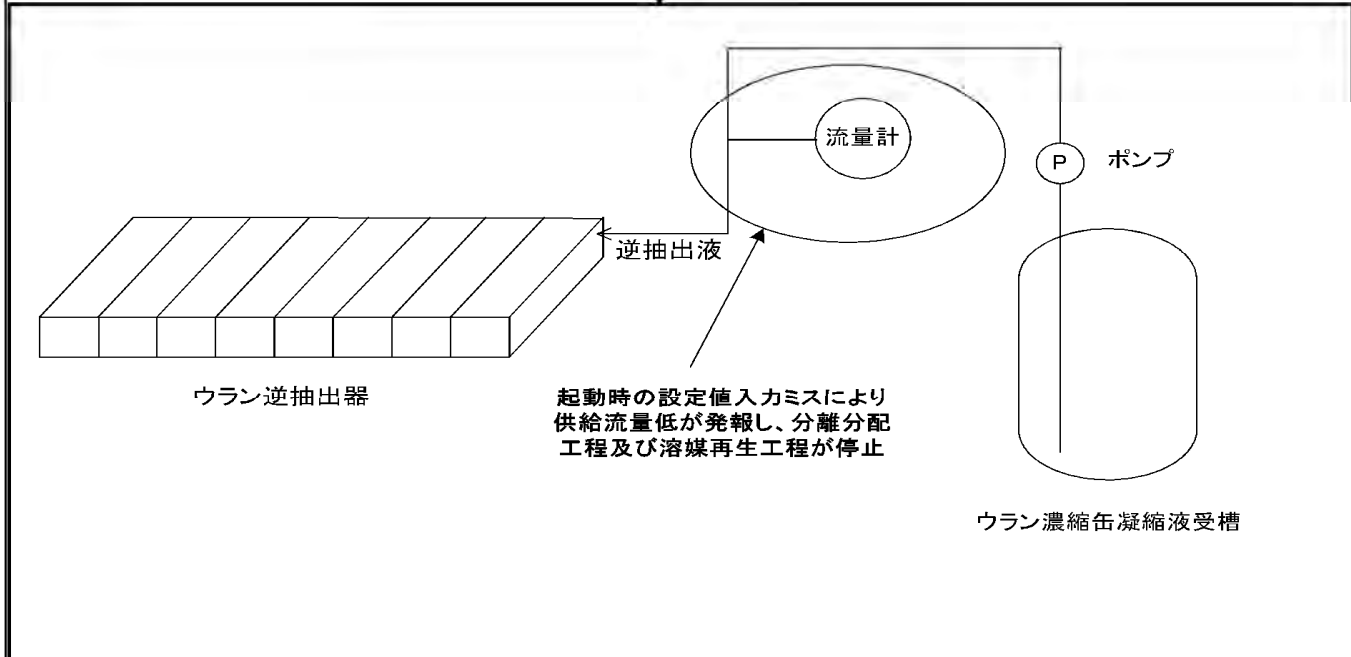 流量計
P
ポンプ
逆抽出液
ウラン逆抽出器
起動時の設定値入力ミスにより
供給流量低が発報し、分離分配
工程及び溶媒再生工程が停止
ウラン濃縮缶凝縮液受槽